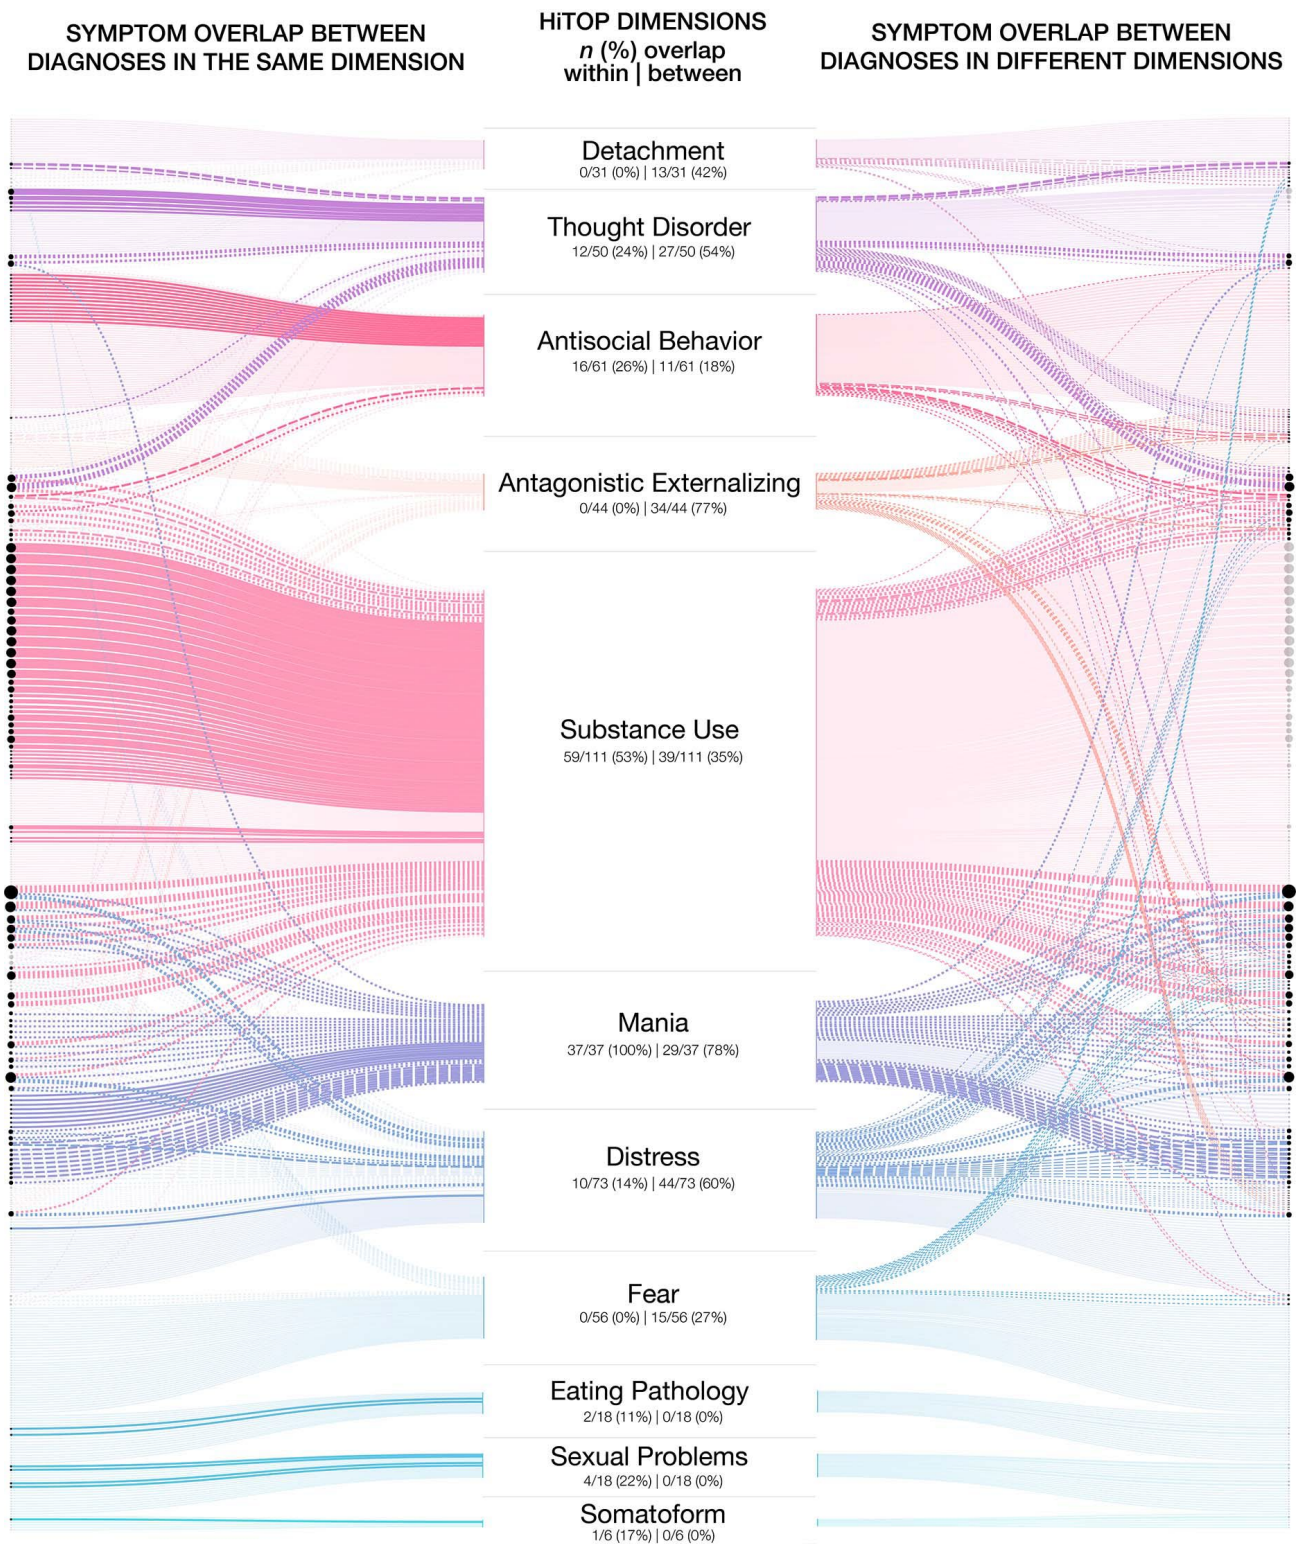 SYMPTOM OVERLAP BETWEEN
DIAGNOSES IN THE SAME DIMENSION
HiTOP DIMENSIONS
n (%) overlap
within | between
SYMPTOM OVERLAP BETWEEN
DIAGNOSES IN DIFFERENT DIMENSIONS
Detachment
0/31 (0%) | 13/31 (42%)
Thought Disorder
12/50 (24%) | 27/50 (54%)
Antisocial Behavior
16/61 (26%) | 11/61 (18%)
Antagonistic Externalizing
0/44 (0%) | 34/44 (77%)
Substance Use
59/111 (53%) | 39/111 (35%)
Mania
37/37 (100%) | 29/37 (78%)
Distress
10/73 (14%) | 44/73 (60%)
Fear
0/56 (0%) | 15/56 (27%)
Eating Pathology
2/18 (11%) | 0/18 (0%)
Sexual Problems
4/18 (22%) | 0/18 (0%)
Somatoform
1/6 (17%) | 0/6 (0%)